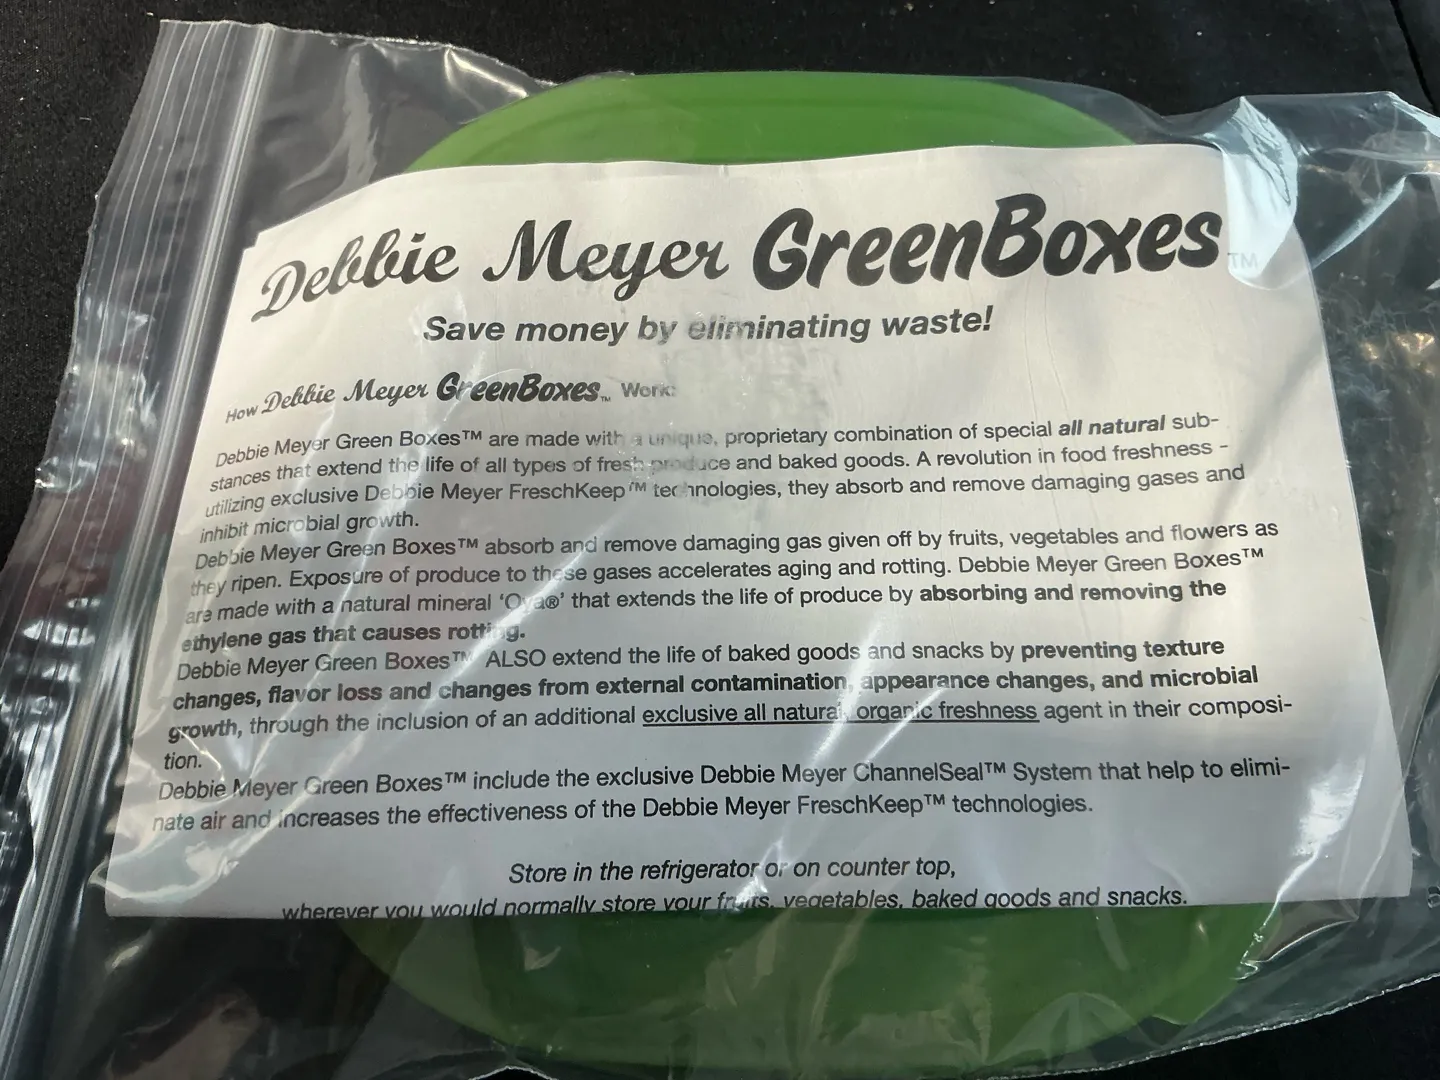 Debbie Meyer GreenBoxes™
Save money by eliminating waste!
How Debbie Meyer GreenBoxes™ Work:
Debbie Meyer Green Boxes™ are made with a unique, proprietary combination of special all natural sub-
stances that extend the life of all types of fresh produce and baked goods. A revolution in food freshness -
utilizing exclusive Debbie Meyer FreschKeep™ technologies, they absorb and remove damaging gases and
inhibit microbial growth.
Debbie Meyer Green Boxes™ absorb and remove damaging gas given off by fruits, vegetables and flowers as
they ripen. Exposure of produce to these gases accelerates aging and rotting. Debbie Meyer Green Boxes™
are made with a natural mineral ‘Oya®’ that extends the life of produce by absorbing and removing the
ethylene gas that causes rotting.
Debbie Meyer Green Boxes™ ALSO extend the life of baked goods and snacks by preventing texture
changes, flavor loss and changes from external contamination, appearance changes, and microbial
growth, through the inclusion of an additional exclusive all natural, organic freshness agent in their composi-
tion.
Debbie Meyer Green Boxes™ include the exclusive Debbie Meyer ChannelSeal™ System that help to elimi-
nate air and increases the effectiveness of the Debbie Meyer FreschKeep™ technologies.
Store in the refrigerator or on counter top,
wherever you would normally store your fruits, vegetables, baked goods and snacks.